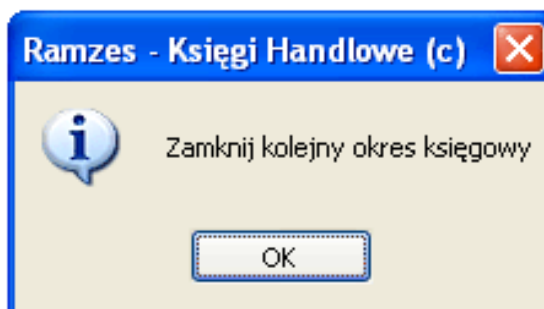 Ramzes - Księgi Handlowe (c)
Zamknij kolejny okres księgowy
OK